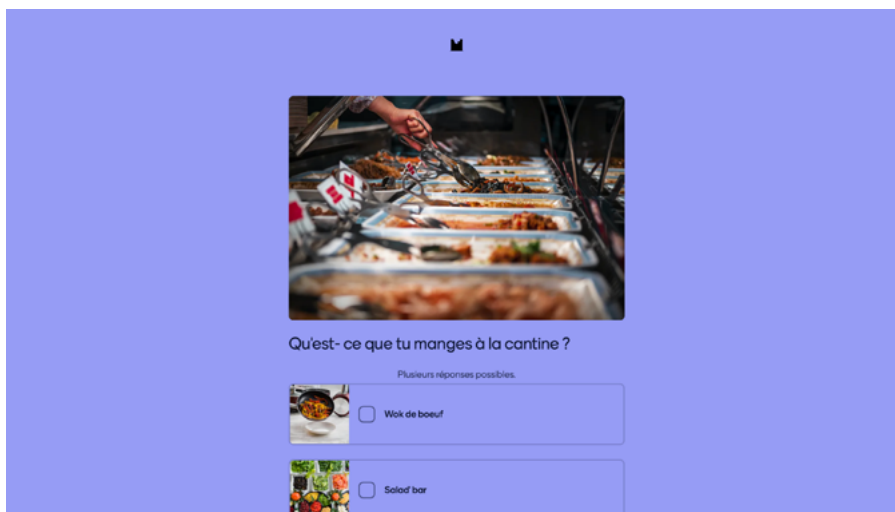 Qu'est- ce que tu manges à la cantine ?
Plusieurs réponses possibles.
Wok de boeuf
Salad' bar